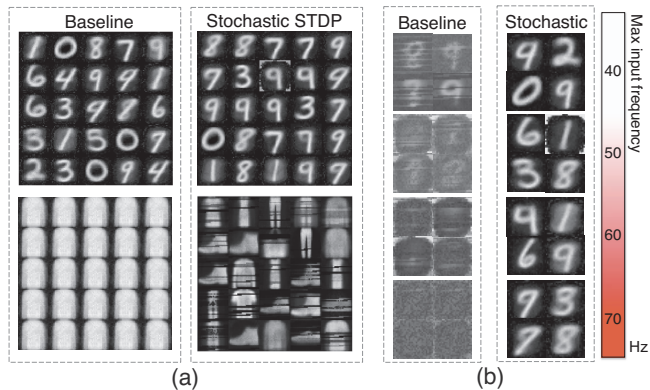 Baseline
Stochastic STDP
Baseline
Stochastic
Max input frequency
40
50
60
70
Hz
(a)
(b)